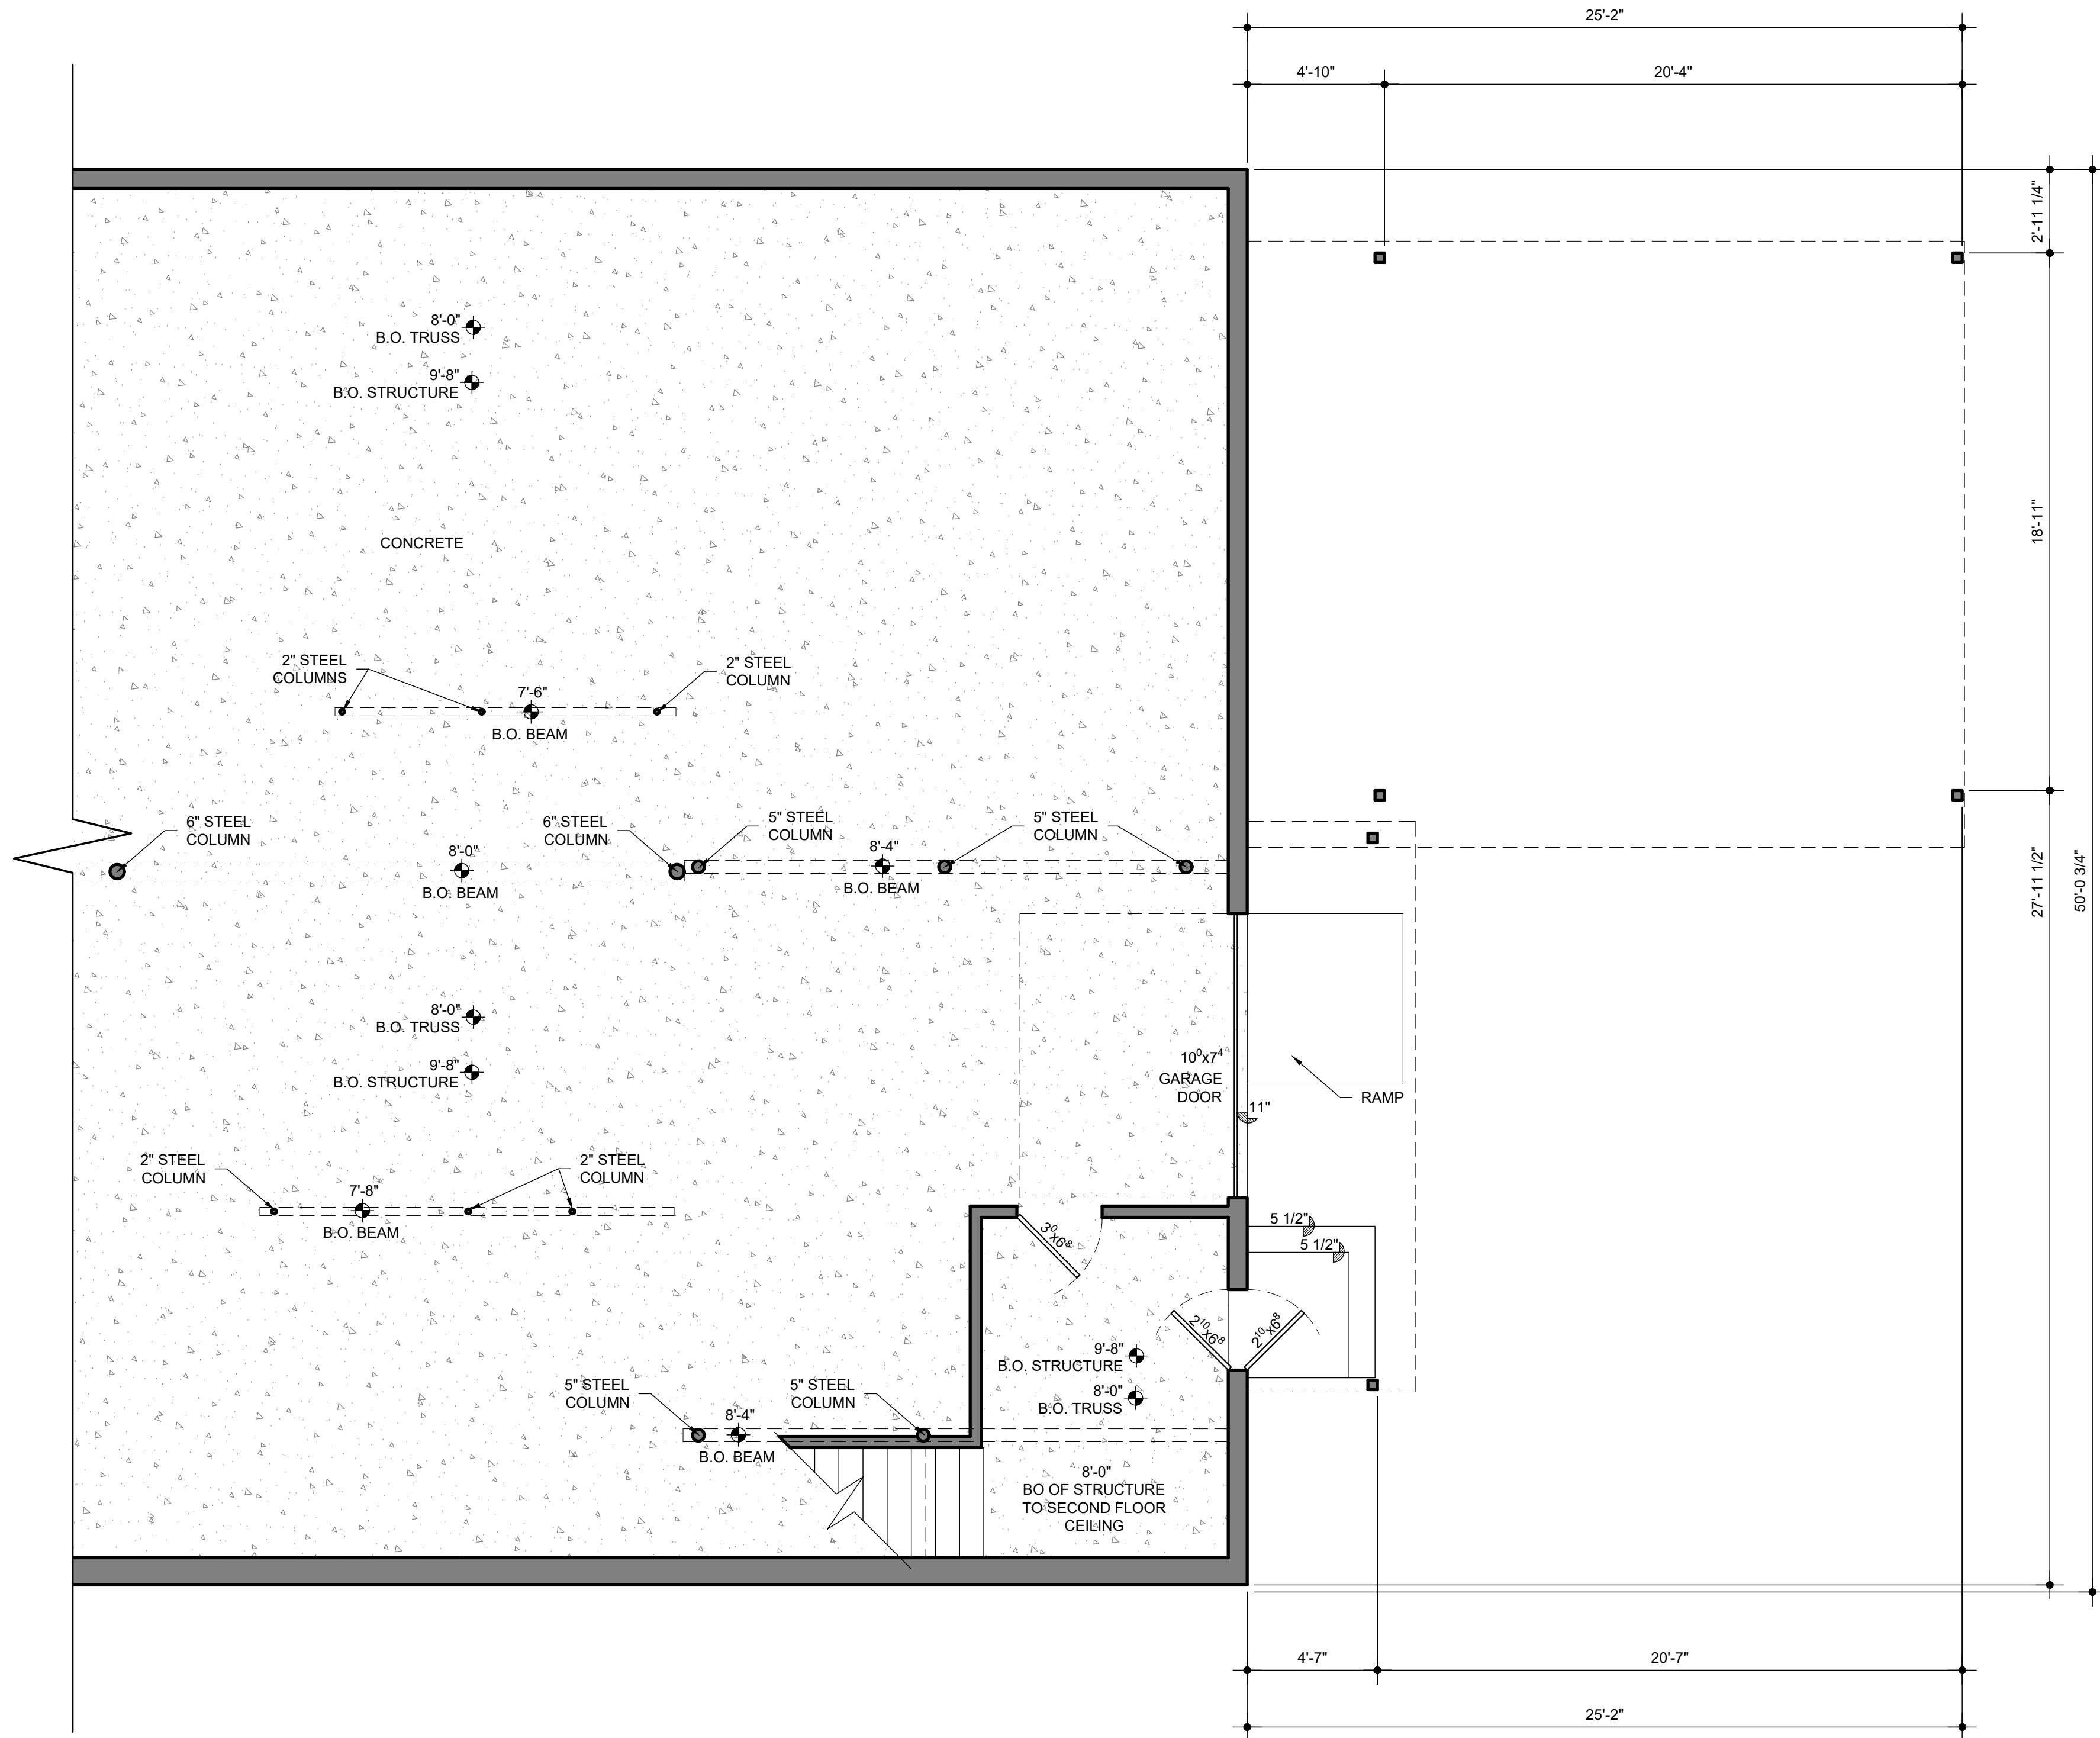 25'-2"
4'-10"
20'-4"
2'-11 1/4"
8'-0"
B.O. TRUSS
9'-8"
B.O. STRUCTURE
18'-11"
CONCRETE
2" STEEL
COLUMNS
7'-6"
B.O. BEAM
2" STEEL
COLUMN
6" STEEL
COLUMN
8'-0"
B.O. BEAM
6" STEEL
COLUMN
5" STEEL
COLUMN
8'-4"
B.O. BEAM
5" STEEL
COLUMN
27'-11 1/2"
50'-0 3/4"
8'-0"
B.O. TRUSS
9'-8"
B.O. STRUCTURE
10⁰x7⁴
GARAGE
DOOR
RAMP
11"
2" STEEL
COLUMN
7'-8"
B.O. BEAM
2" STEEL
COLUMN
3⁰x6⁸
5 1/2"
5 1/2"
2¹⁰x6⁸
2¹⁰x6⁸
9'-8"
B.O. STRUCTURE
8'-0"
B.O. TRUSS
5" STEEL
COLUMN
8'-4"
B.O. BEAM
5" STEEL
COLUMN
8'-0"
BO OF STRUCTURE
TO SECOND FLOOR
CEILING
4'-7"
20'-7"
25'-2"